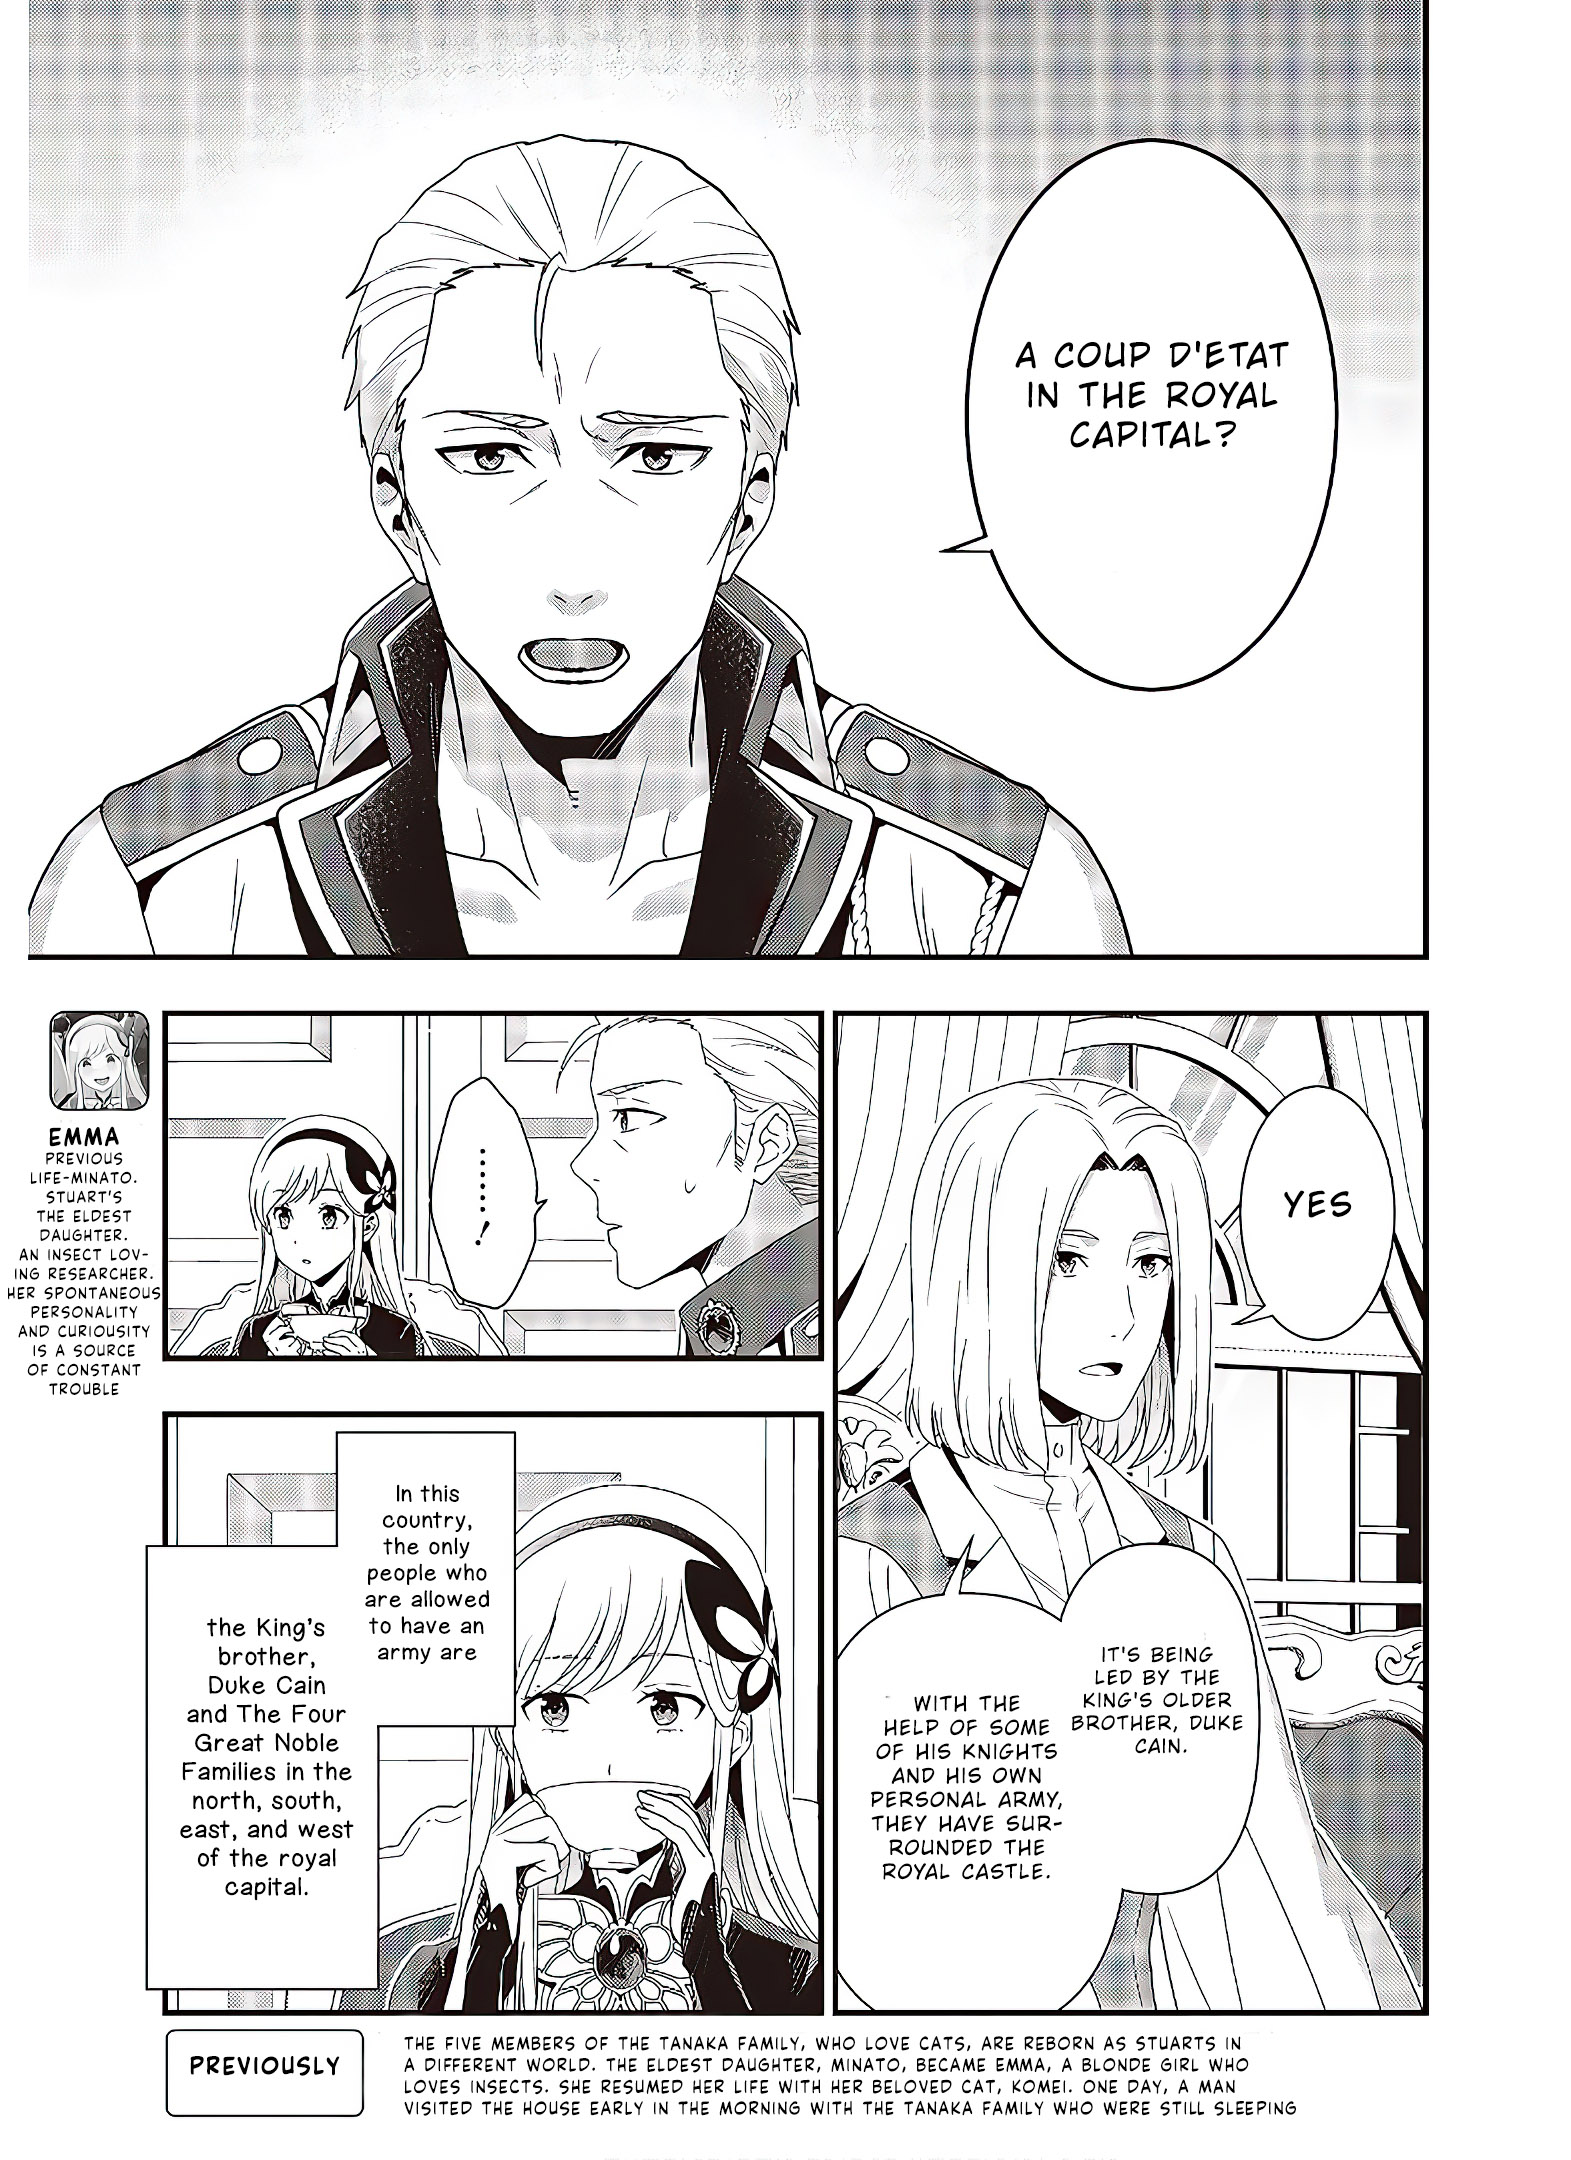 A COUP D'ETAT
IN THE ROYAL
CAPITAL?
YES
IT'S BEING
LED BY THE
KING'S OLDER
BROTHER, DUKE
CAIN.
WITH THE
HELP OF SOME
OF HIS KNIGHTS
AND HIS OWN
PERSONAL ARMY,
THEY HAVE SUR-
ROUNDED THE
ROYAL CASTLE.
.......!
EMMA
PREVIOUS
LIFE-MINATO.
STUART'S
THE ELDEST
DAUGHTER.
AN INSECT LOV-
ING RESEARCHER.
HER SPONTANEOUS
PERSONALITY
AND CURIOUSITY
IS A SOURCE
OF CONSTANT
TROUBLE
In this
country,
the only
people who
are allowed
to have an
army are
the King's
brother,
Duke Cain
and The Four
Great Noble
Families in the
north, south,
east, and west
of the royal
capital.
PREVIOUSLY
THE FIVE MEMBERS OF THE TANAKA FAMILY, WHO LOVE CATS, ARE REBORN AS STUARTS IN
A DIFFERENT WORLD. THE ELDEST DAUGHTER, MINATO, BECAME EMMA, A BLONDE GIRL WHO
LOVES INSECTS. SHE RESUMED HER LIFE WITH HER BELOVED CAT, KOMEI. ONE DAY, A MAN
VISITED THE HOUSE EARLY IN THE MORNING WITH THE TANAKA FAMILY WHO WERE STILL SLEEPING